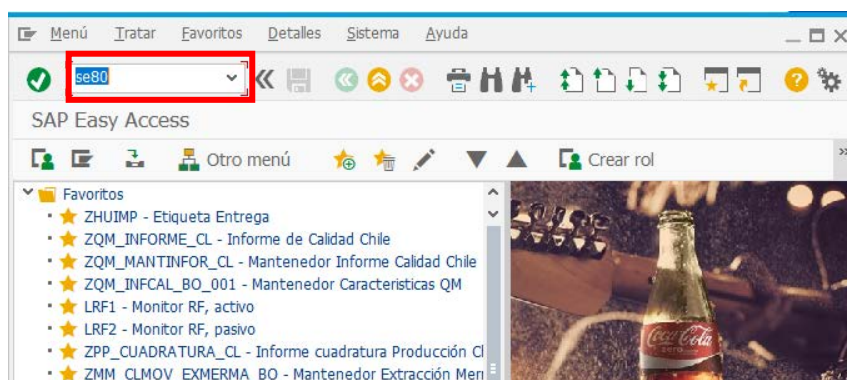 Menú Tratar Favoritos Detalles Sistema Ayuda
se80
SAP Easy Access
Otro menú Crear rol
Favoritos
ZHUIMP - Etiqueta Entrega
ZQM_INFORME_CL - Informe de Calidad Chile
ZQM_MANTINFOR_CL - Mantenedor Informe Calidad Chile
ZQM_INFCAL_BO_001 - Mantenedor Caracteristicas QM
LRF1 - Monitor RF, activo
LRF2 - Monitor RF, pasivo
ZPP_CUADRATURA_CL - Informe cuadratura Producción
ZMM_CLMOV_EXMERMA_BO - Mantenedor Extracción
Coca-Cola
zero